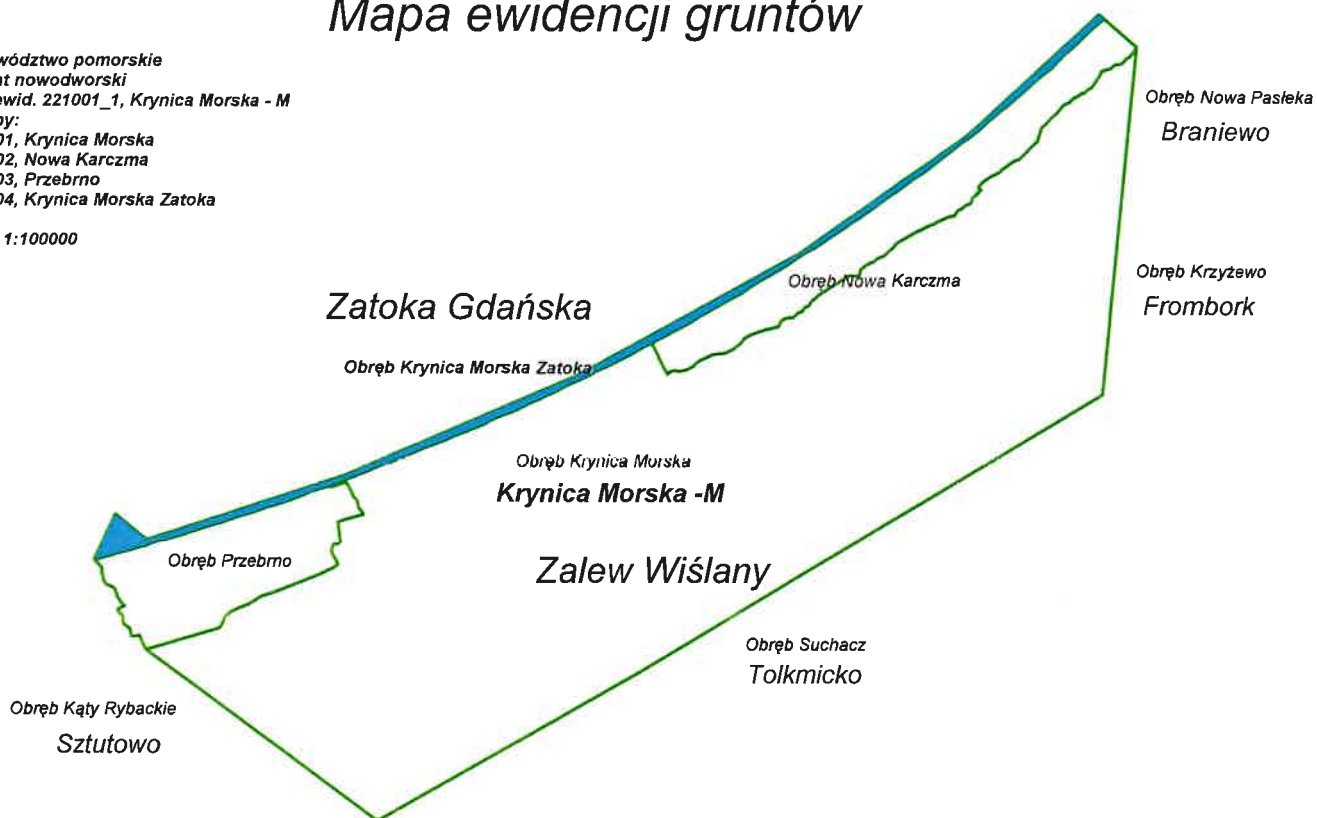 Mapa ewidencji gruntów
wództwo pomorskie
at nowodworski
ewid. 221001_1, Krynica Morska - M
by:
01, Krynica Morska
02, Nowa Karczma
03, Przebrno
04, Krynica Morska Zatoka
1:100000
Obręb Nowa Pasłeka
Braniewo
Obręb Krzyżewo
Frombork
Obręb Nowa Karczma
Zatoka Gdańska
Obręb Krynica Morska Zatoka
Obręb Krynica Morska
Krynica Morska -M
Obręb Przebrno
Zalew Wiślany
Obręb Suchacz
Tolkmicko
Obręb Kąty Rybackie
Sztutowo